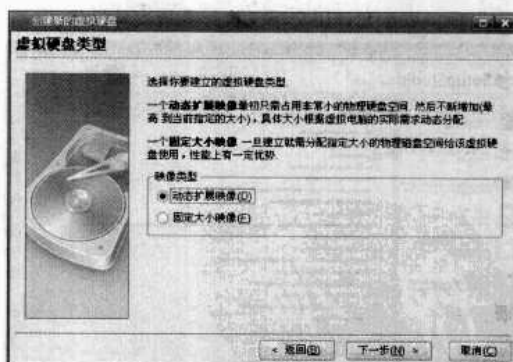 创建新的虚拟硬盘
虚拟硬盘类型
选择你要建立的虚拟硬盘类型
一个动态扩展映像最初只需占用非常小的物理硬盘空间. 然后不断增加(最
高 到当前指定的大小)，具体大小根据虚拟电脑的实际需求动态分配
一个固定大小映像 一旦建立就需分配指定大小的物理磁盘空间给该虚拟硬
盘使用，性能上有一定优势.
映像类型
动态扩展映像(D)
固定大小映像(F)
< 返回(B) 下一步(N) > 取消(C)